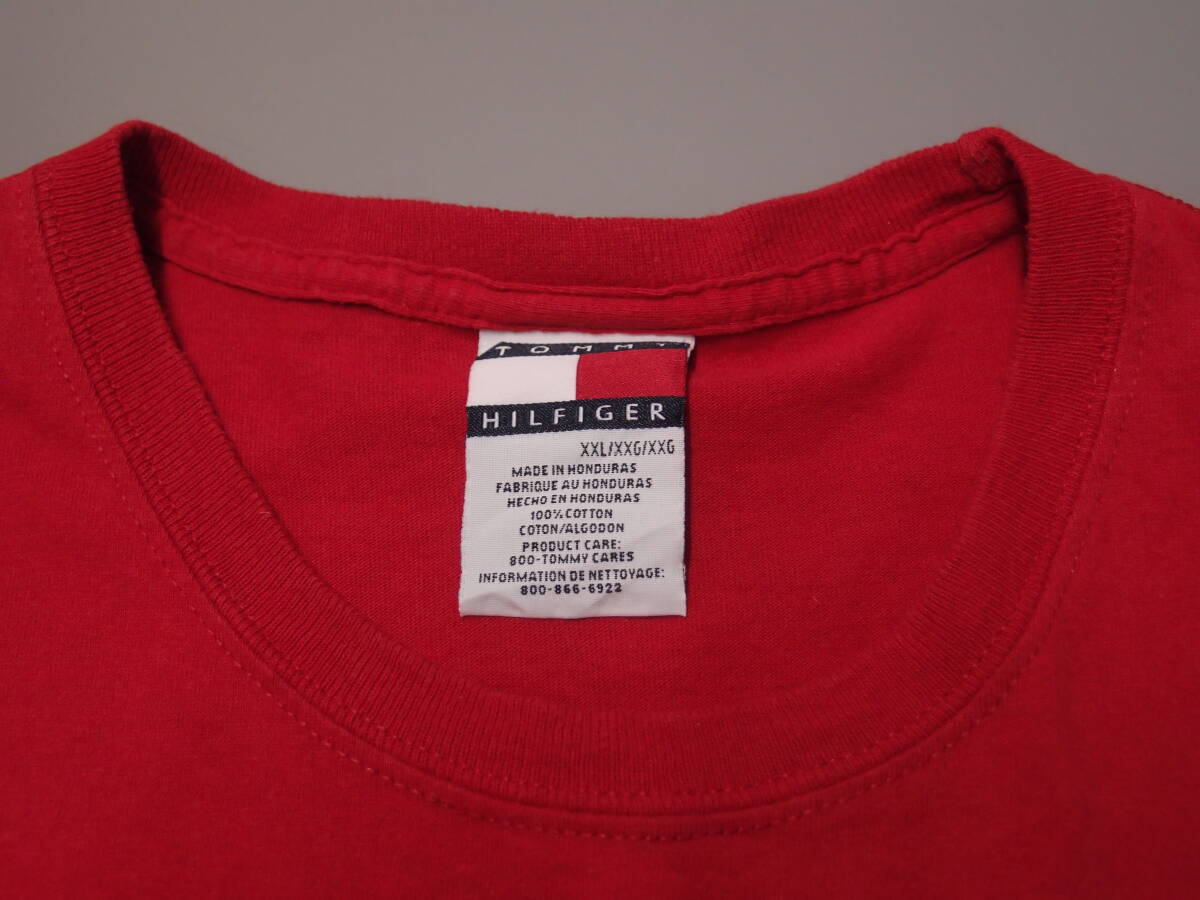 TOMMY
HILFIGER
XXL/XXG/XXG
MADE IN HONDURAS
FABRIQUE AU HONDURAS
HECHO EN HONDURAS
100% COTTON
COTON/ALGODON
PRODUCT CARE:
800-TOMMY CARES
INFORMATION DE NETTOYAGE:
800-866-6922